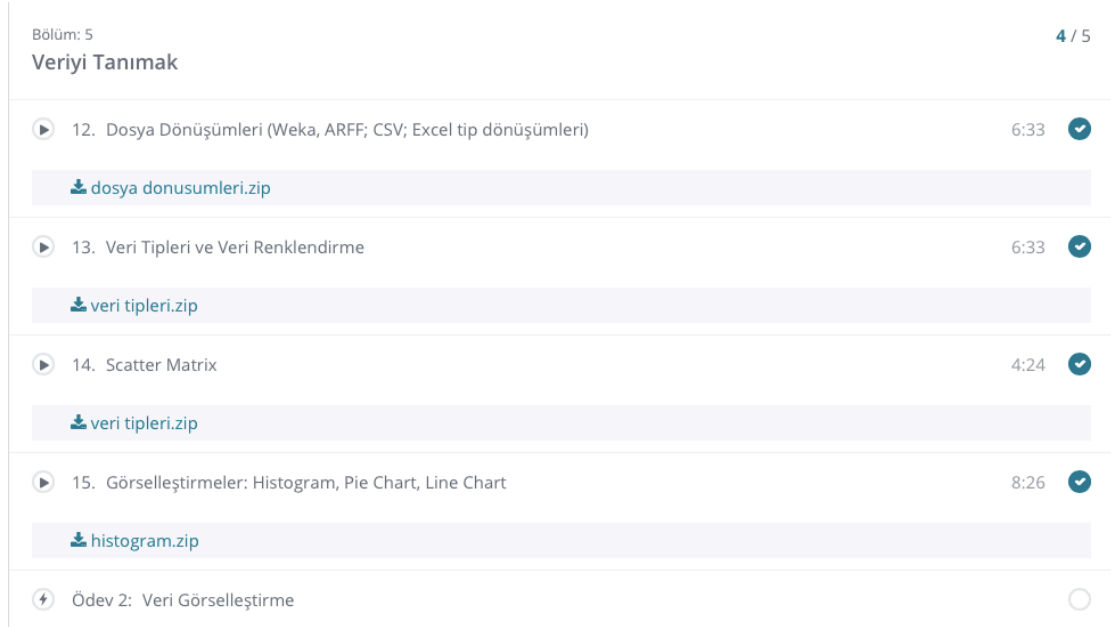 Bölüm: 5
4 / 5
Veriyi Tanımak
12. Dosya Dönüşümleri (Weka, ARFF; CSV; Excel tip dönüşümleri) 6:33
dosya donusumleri.zip
13. Veri Tipleri ve Veri Renklendirme 6:33
veri tipleri.zip
14. Scatter Matrix 4:24
veri tipleri.zip
15. Görselleştirmeler: Histogram, Pie Chart, Line Chart 8:26
histogram.zip
Ödev 2: Veri Görselleştirme